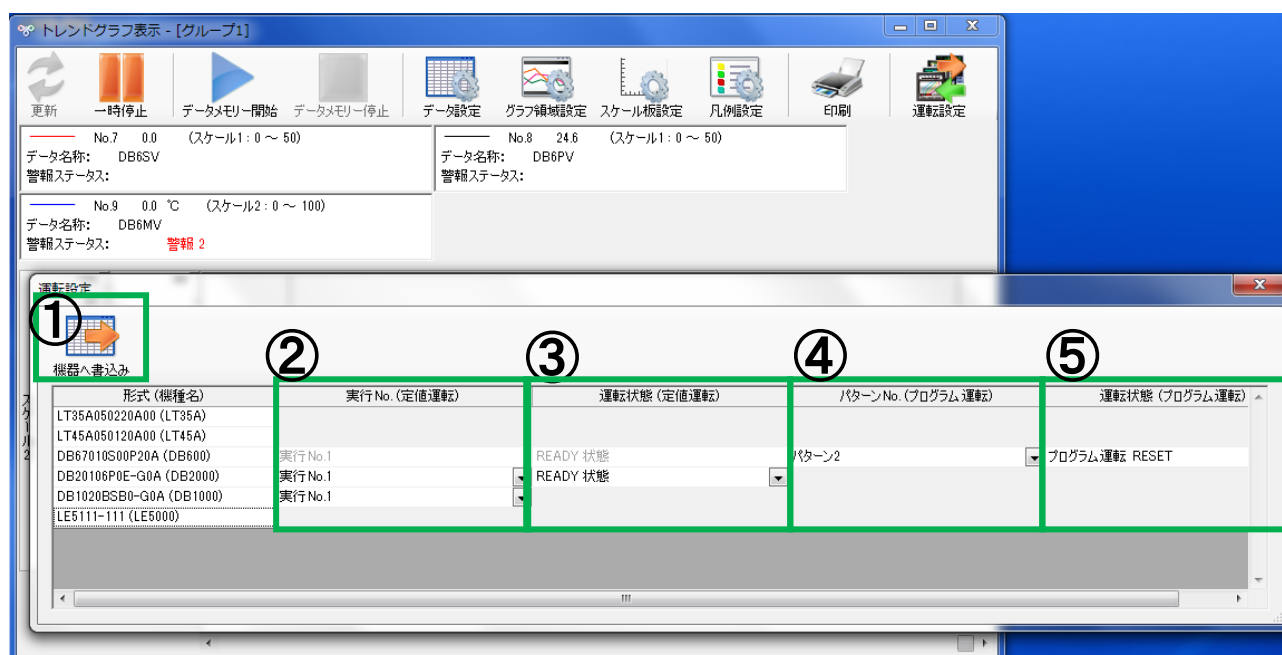 トレンドグラフ表示 - [グループ1]
更新 一時停止 データメモリー開始 データメモリー停止 データ設定 グラフ領域設定 スケール板設定 凡例設定 印刷 運転設定
No.7 0.0 (スケール1 : 0 ～ 50)
データ名称: DB6SV
警報ステータス:
No.8 24.6 (スケール1 : 0 ～ 50)
データ名称: DB6PV
警報ステータス:
No.9 0.0 ℃ (スケール2 : 0 ～ 100)
データ名称: DB6MV
警報ステータス: 警報 2
運転設定
①
機器へ書込み
② ③ ④ ⑤
形式 (機種名) 実行No.(定値運転) 運転状態 (定値運転) パターンNo.(プログラム運転) 運転状態 (プログラム運転)
LT35A050220A00 (LT35A)
LT45A050120A00 (LT45A)
DB67010S00P20A (DB600) 実行No.1 READY 状態 パターン2 プログラム運転 RESET
DB20106P0E-G0A (DB2000) 実行No.1 READY 状態
DB1020BSB0-G0A (DB1000) 実行No.1
LE5111-111 (LE5000)
スケール2